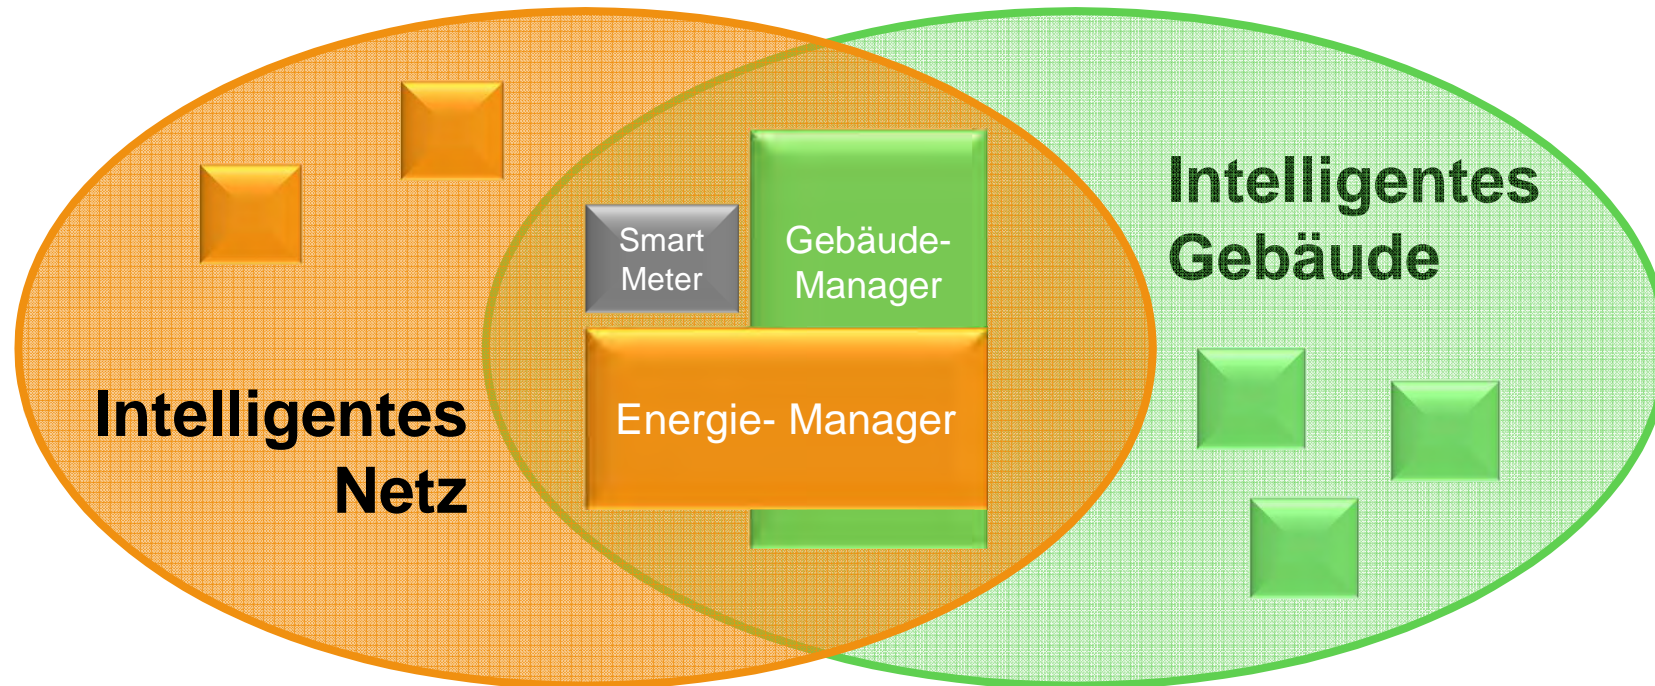 Intelligentes
Netz
Smart
Meter
Gebäude-
Manager
Energie- Manager
Intelligentes
Gebäude